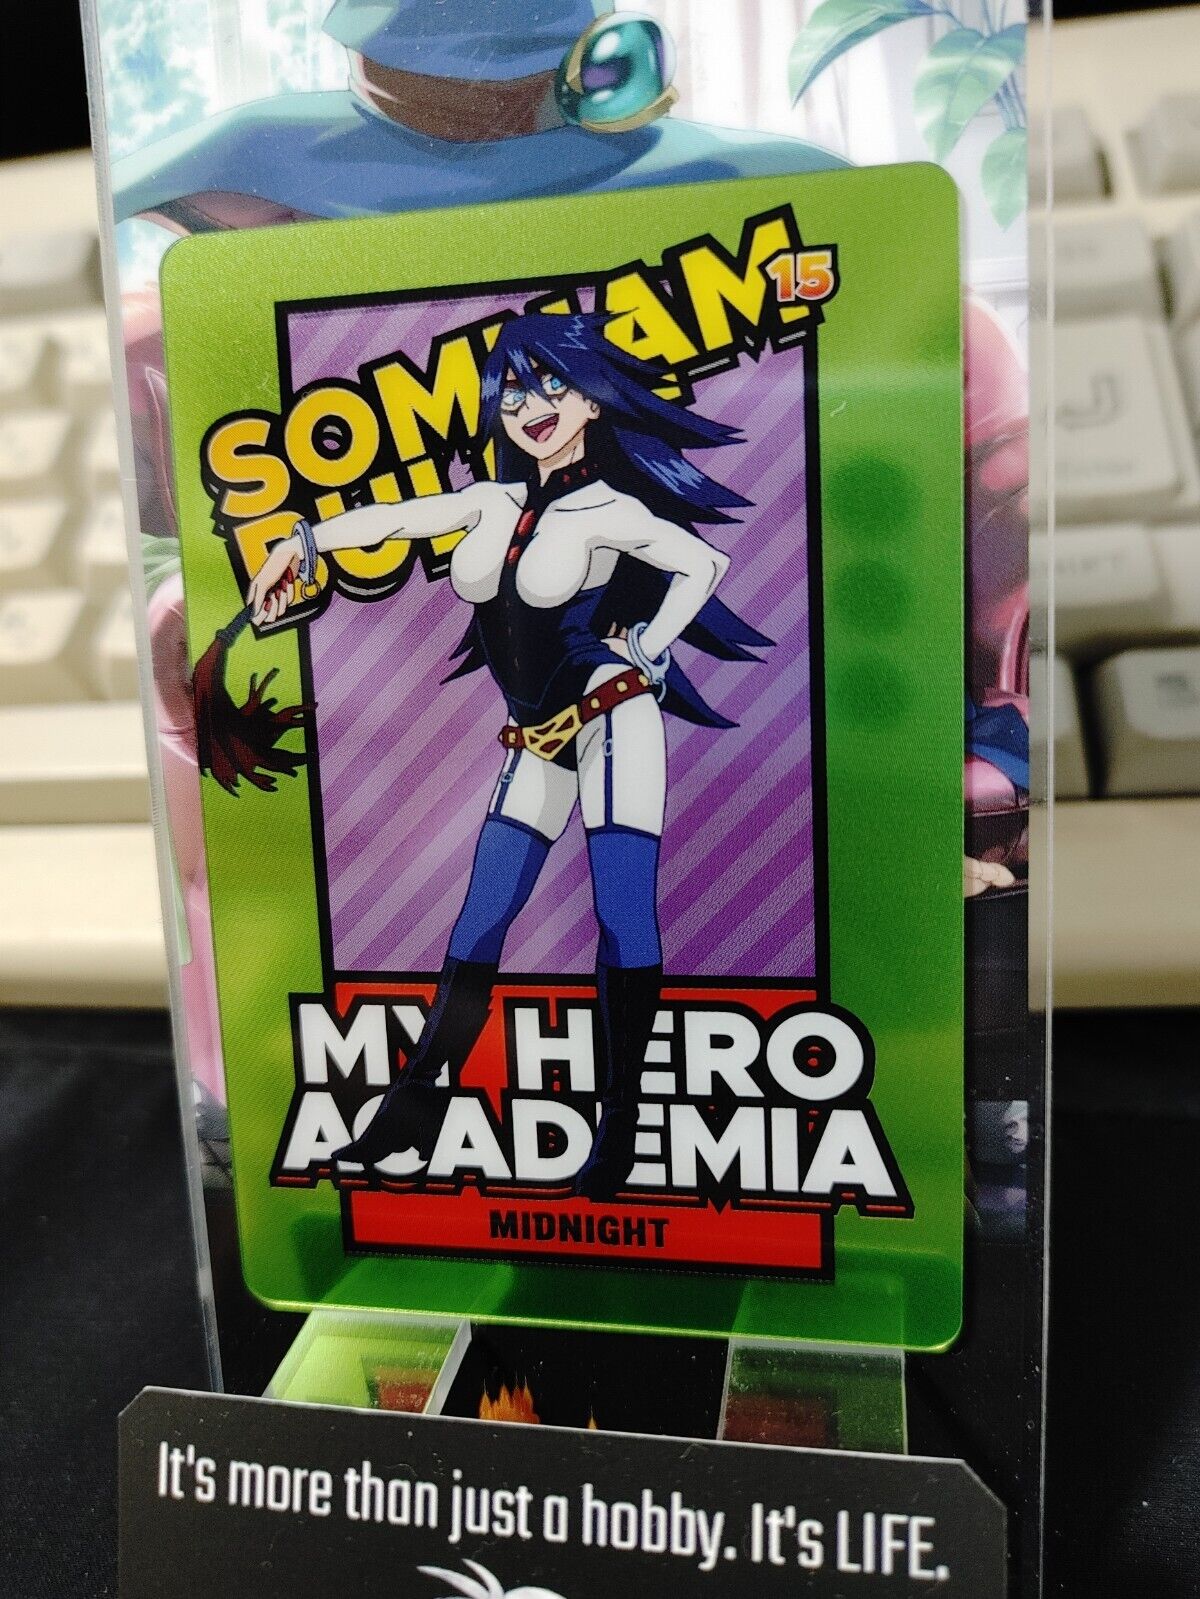 15
MY HERO
ACADEMIA
MIDNIGHT
It's more than just a hobby. It's LIFE.